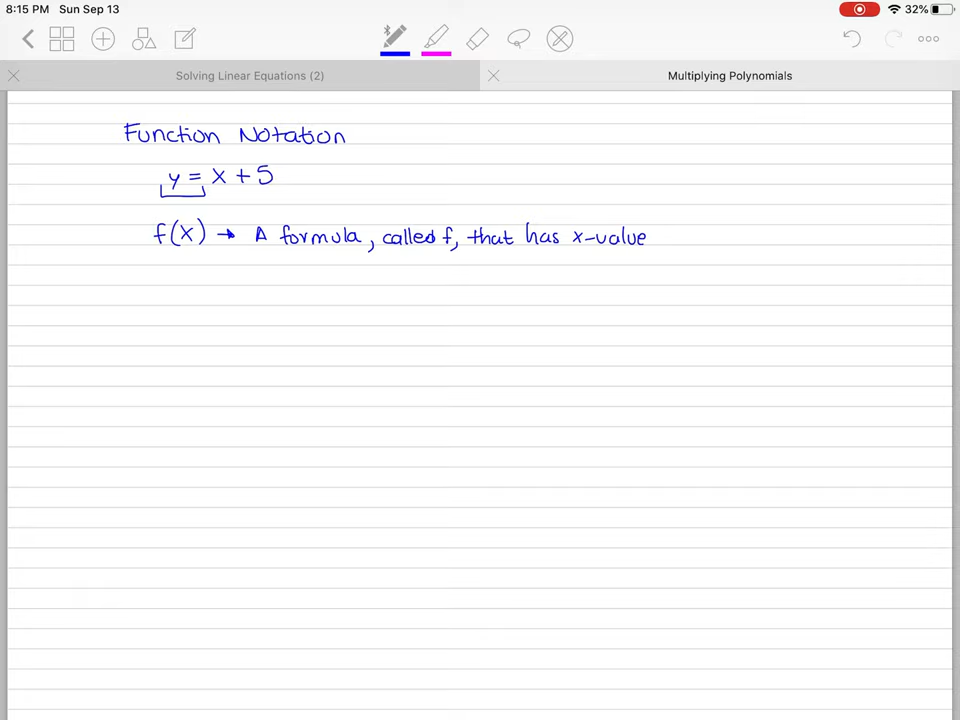 8:15 PM Sun Sep 13 32%
Solving Linear Equations (2) Multiplying Polynomials
Function Notation
y = x + 5
f(x) → A formula, called f, that has x-value